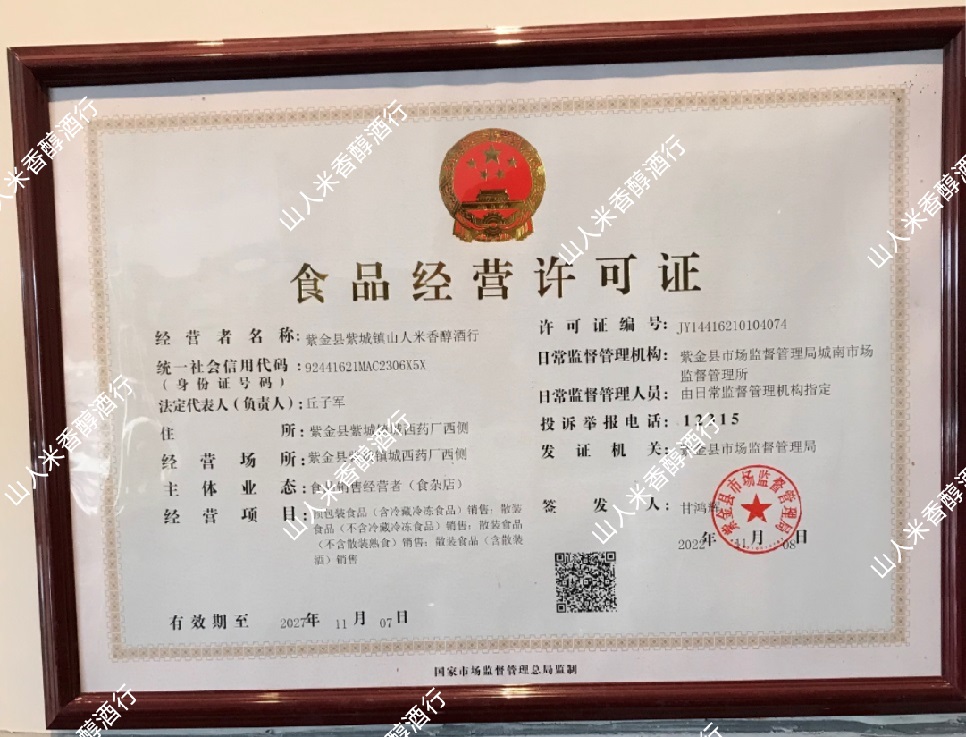 食品经营许可证
经营者名称:紫金县紫城镇山人米香醇酒行
统一社会信用代码:92441621MAC2306X5X
(身份证号码)
法定代表人(负责人):丘子军
住所:紫金县紫城镇城西药厂西侧
经营场所:紫金县紫城镇城西药厂西侧
主体业态:食品销售经营者(食杂店)
经营项目:预包装食品(含冷藏冷冻食品)销售;散装
食品(不含冷藏冷冻食品)销售;散装食品
(不含散装熟食)销售;散装食品(含散装
酒)销售
有效期至 2027年11月07日
许可证编号:JY14416210104074
日常监督管理机构:紫金县市场监督管理局城南市场
监督管理所
日常监督管理人员:由日常监督管理机构指定
投诉举报电话:12315
发证机关:紫金县市场监督管理局
签发人:甘鸿
2022年11月08日
紫金县市场监督管理局
国家市场监督管理总局监制
山人米香醇酒行
山人米香醇酒行
山人米香醇酒行
山人米香醇酒行
山人米香醇酒行
山人米香醇酒行
山人米香醇酒行
山人米香醇酒行